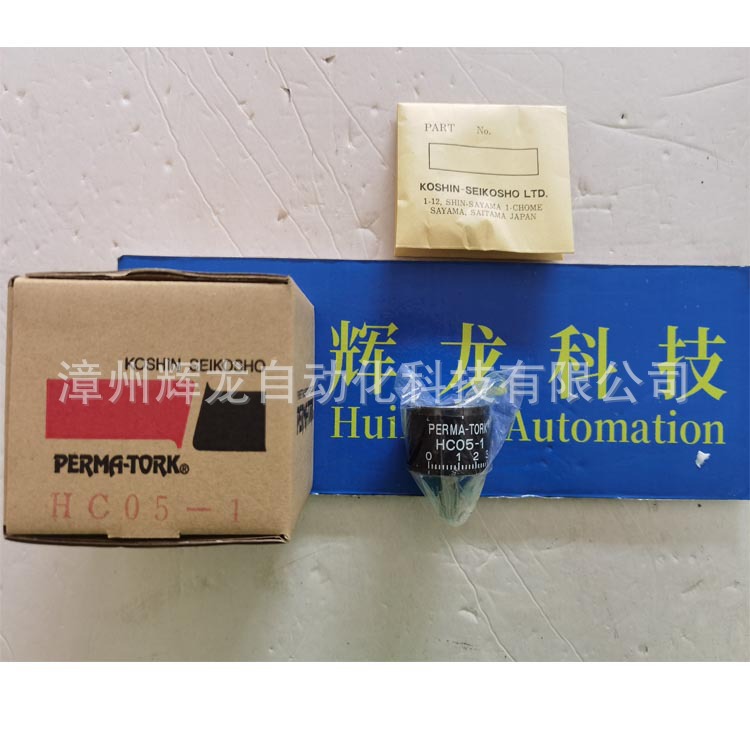 PART No.
KOSHIN-SEIKOSHO LTD.
1-12, SHIN-SAYAMA 1-CHOME
SAYAMA, SAITAMA JAPAN
KOSHIN SEIKOSHO
PERMA-TORK®
HC05-1
辉龙科技
Hui Automation
PERMA-TORK
HC05-1
0 1 2
漳州辉龙自动化科技有限公司